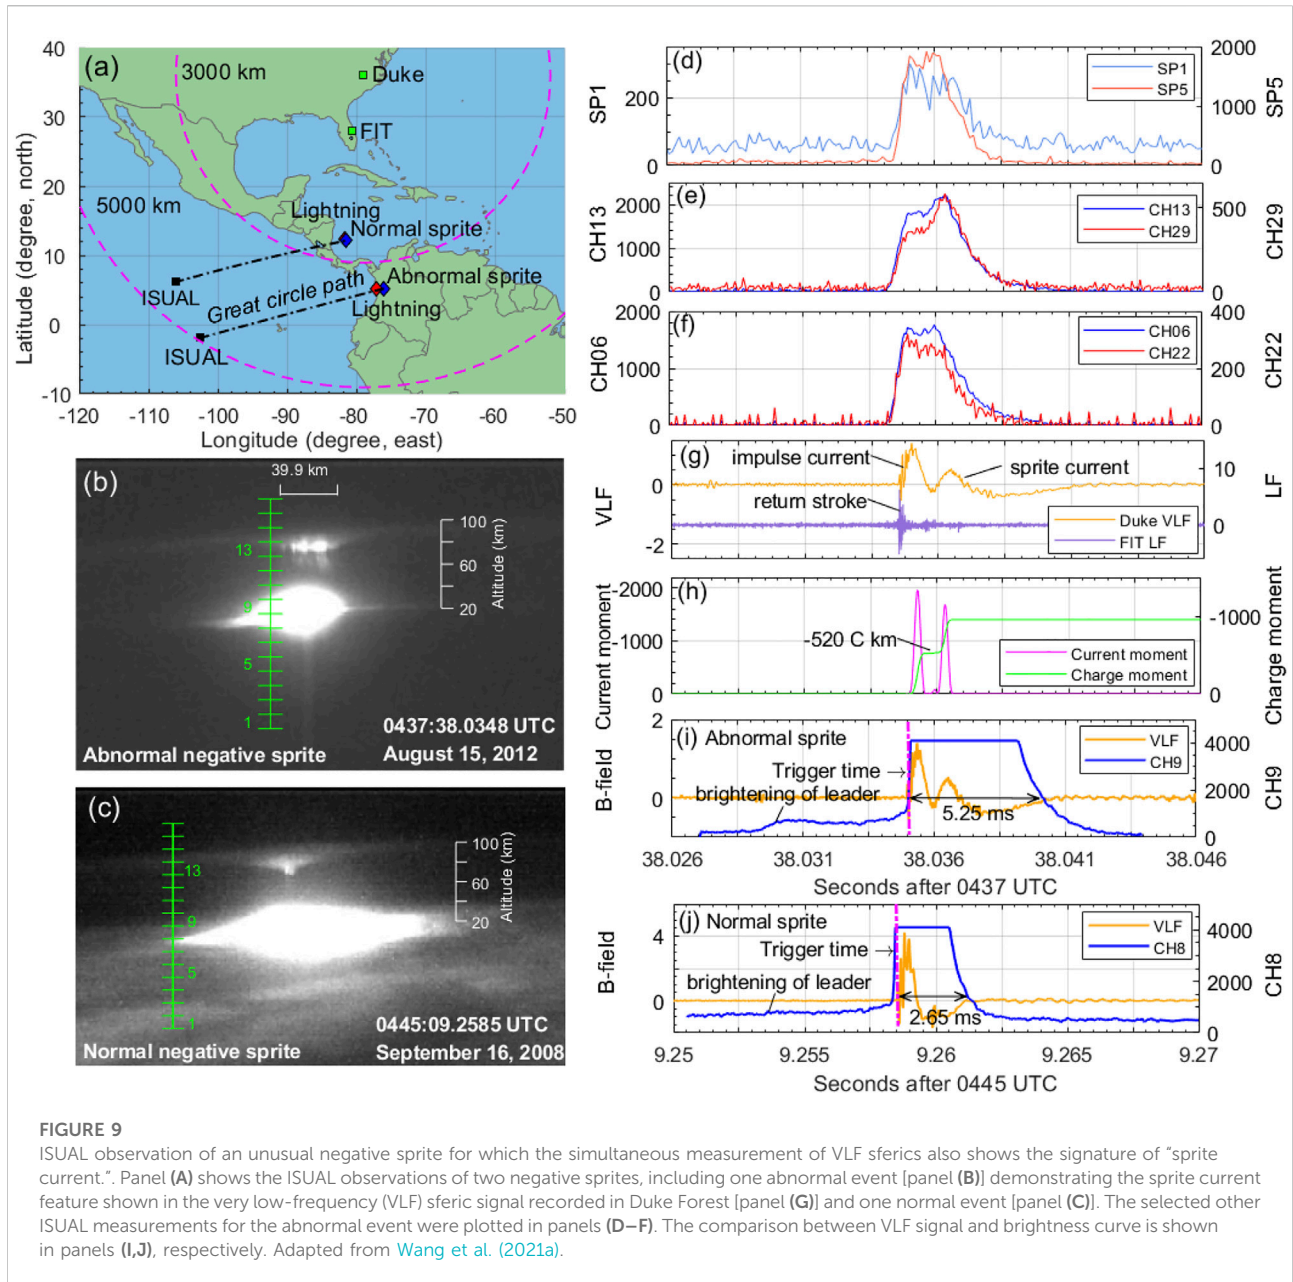 (a)
3000 km
5000 km
Duke
FIT
Lightning
Normal sprite
Abnormal sprite
Lightning
ISUAL
ISUAL
Great circle path
40
30
20
10
0
-10
-120
-110
-100
-90
-80
-70
-60
-50
Latitude (degree, north)
Longitude (degree, east)
(b)
39.9 km
13
9
5
1
100
60
20
Altitude (km)
0437:38.0348 UTC
Abnormal negative sprite
August 15, 2012
(c)
13
9
5
1
100
60
20
Altitude (km)
0445:09.2585 UTC
Normal negative sprite
September 16, 2008
(d)
SP1
SP5
200
0
2000
1000
0
SP1
SP5
(e)
CH13
CH29
2000
1000
0
500
0
CH13
CH29
(f)
CH06
CH22
2000
1000
0
400
200
0
CH06
CH22
(g)
impulse current
sprite current
return stroke
Duke VLF
FIT LF
0
-2
10
0
VLF
LF
(h)
-520 C km
Current moment
Charge moment
-2000
-1000
0
-1000
0
Current moment
Charge moment
(i) Abnormal sprite
Trigger time
brightening of leader
5.25 ms
VLF
CH9
2
0
4000
2000
0
B-field
CH9
38.026
38.031
38.036
38.041
38.046
Seconds after 0437 UTC
(j) Normal sprite
Trigger time
brightening of leader
2.65 ms
VLF
CH8
4
0
4000
2000
0
B-field
CH8
9.25
9.255
9.26
9.265
9.27
Seconds after 0445 UTC
FIGURE 9
ISUAL observation of an unusual negative sprite for which the simultaneous measurement of VLF sferics also shows the signature of “sprite
current.”. Panel (A) shows the ISUAL observations of two negative sprites, including one abnormal event [panel (B)] demonstrating the sprite current
feature shown in the very low-frequency (VLF) sferic signal recorded in Duke Forest [panel (G)] and one normal event [panel (C)]. The selected other
ISUAL measurements for the abnormal event were plotted in panels (D–F). The comparison between VLF signal and brightness curve is shown
in panels (I,J), respectively. Adapted from Wang et al. (2021a).